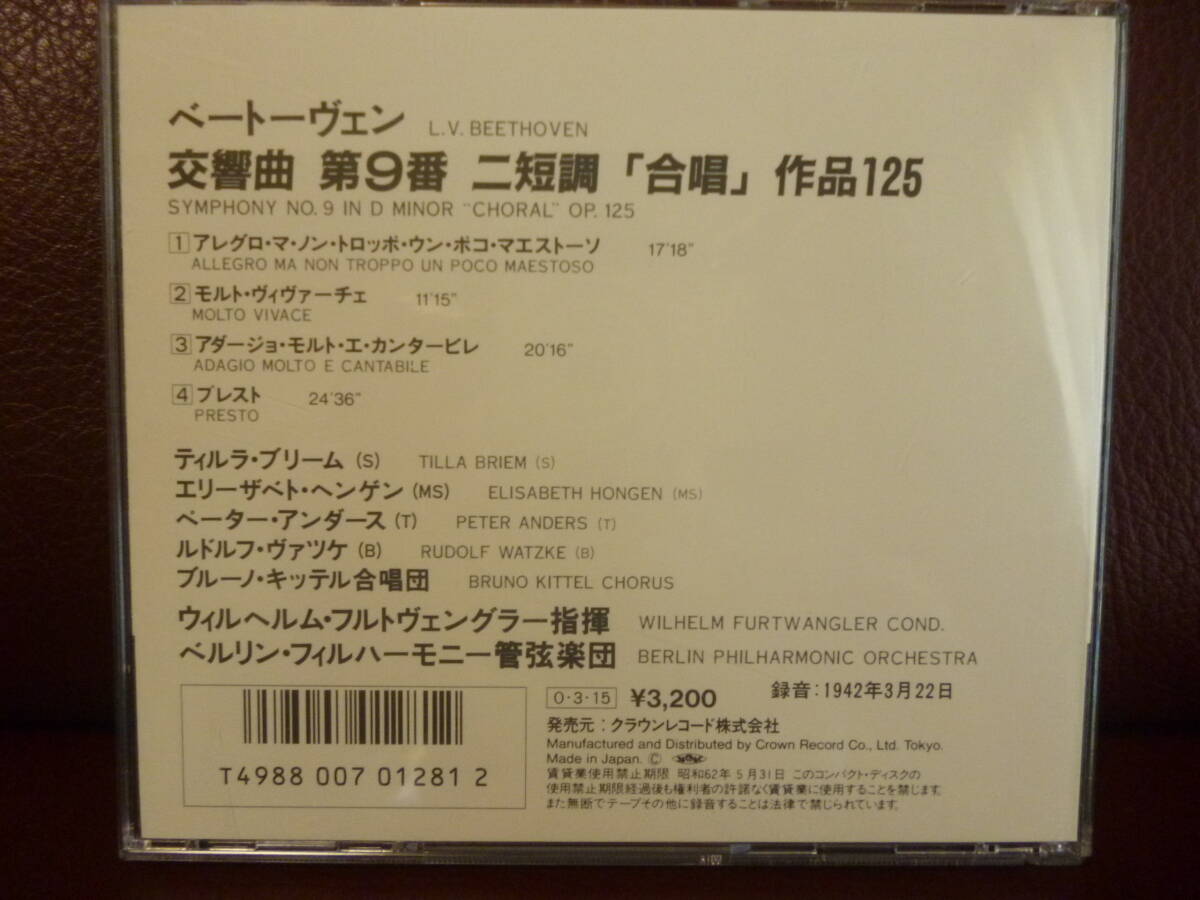 ベートーヴェン L.V. BEETHOVEN
交響曲 第9番 ニ短調「合唱」作品125
SYMPHONY NO. 9 IN D MINOR "CHORAL" OP. 125
1 アレグロ・マ・ノン・トロッポ・ウン・ポコ・マエストーソ 17'18"
ALLEGRO MA NON TROPPO UN POCO MAESTOSO
2 モルト・ヴィヴァーチェ 11'15"
MOLTO VIVACE
3 アダージョ・モルト・エ・カンタービレ 20'16"
ADAGIO MOLTO E CANTABILE
4 プレスト 24'36"
PRESTO
ティルラ・ブリーム (S) TILLA BRIEM (S)
エリーザベト・ヘンゲン (MS) ELISABETH HONGEN (MS)
ペーター・アンダース (T) PETER ANDERS (T)
ルドルフ・ヴァツケ (B) RUDOLF WATZKE (B)
ブルーノ・キッテル合唱団 BRUNO KITTEL CHORUS
ウィルヘルム・フルトヴェングラー指揮 WILHELM FURTWANGLER COND.
ベルリン・フィルハーモニー管弦楽団 BERLIN PHILHARMONIC ORCHESTRA
T4988 007 01281 2
O·3·15 ¥3,200 録音:1942年3月22日
発売元:クラウンレコード株式会社
Manufactured and Distributed by Crown Record Co., Ltd. Tokyo.
Made in Japan. Ⓒ
賃貸業使用禁止期限 昭和62年5月31日 このコンパクト・ディスクの
使用禁止期限経過後も権利者の許諾なく賃貸業に使用することを禁じます。
また無断でテープその他に録音することは法律で禁じられています。